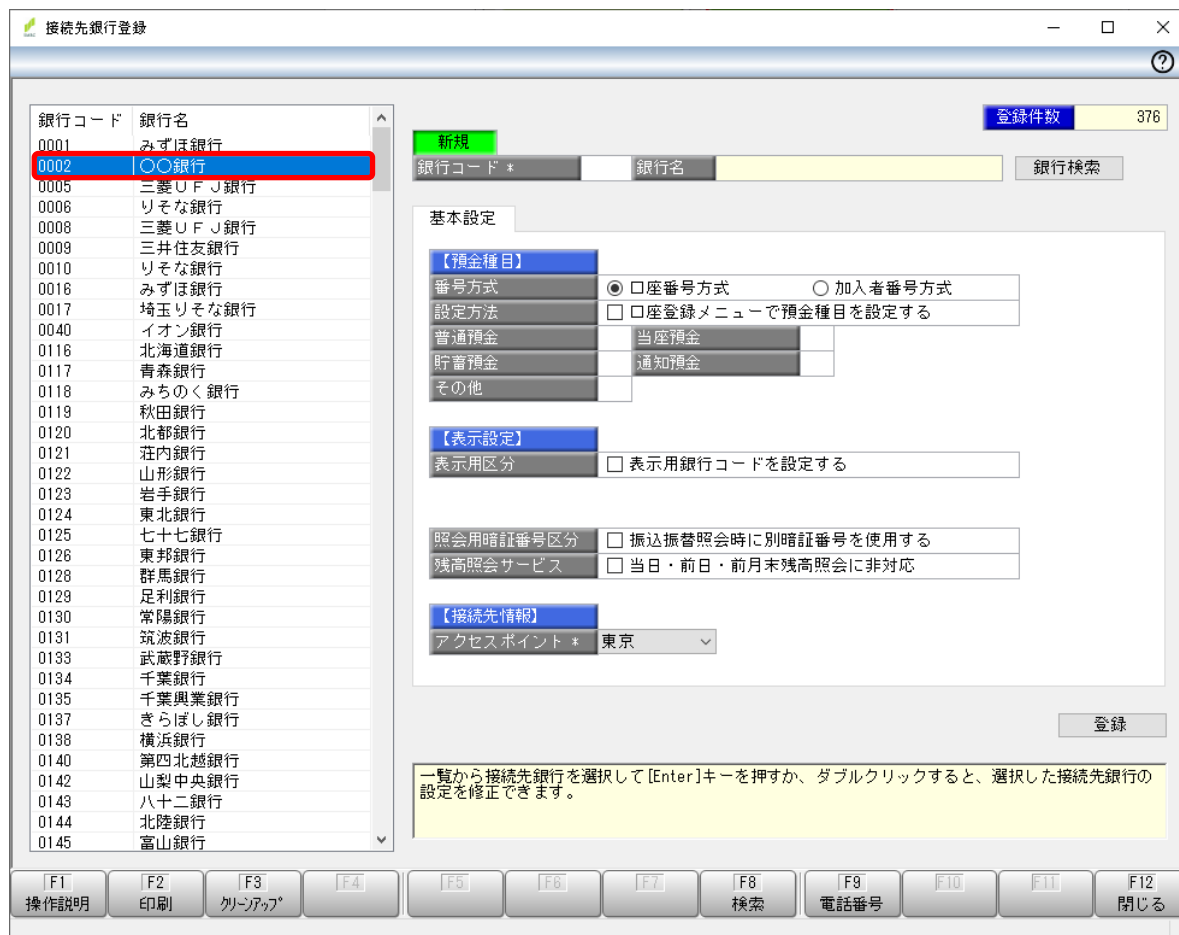 接続先銀行登録
銀行コード 銀行名
0001 みずほ銀行
0002 〇〇銀行
0005 三菱ＵＦＪ銀行
0006 りそな銀行
0008 三菱ＵＦＪ銀行
0009 三井住友銀行
0010 りそな銀行
0016 みずほ銀行
0017 埼玉りそな銀行
0040 イオン銀行
0116 北海道銀行
0117 青森銀行
0118 みちのく銀行
0119 秋田銀行
0120 北都銀行
0121 荘内銀行
0122 山形銀行
0123 岩手銀行
0124 東北銀行
0125 七十七銀行
0126 東邦銀行
0128 群馬銀行
0129 足利銀行
0130 常陽銀行
0131 筑波銀行
0133 武蔵野銀行
0134 千葉銀行
0135 千葉興業銀行
0137 きらぼし銀行
0138 横浜銀行
0140 第四北越銀行
0142 山梨中央銀行
0143 八十二銀行
0144 北陸銀行
0145 富山銀行
登録件数 376
新規
銀行コード * 銀行名 銀行検索
基本設定
【預金種目】
番号方式 口座番号方式 加入者番号方式
設定方法 口座登録メニューで預金種目を設定する
普通預金 当座預金
貯蓄預金 通知預金
その他
【表示設定】
表示用区分 表示用銀行コードを設定する
照会用暗証番号区分 振込振替照会時に別暗証番号を使用する
残高照会サービス 当日・前日・前月末残高照会に非対応
【接続先情報】
アクセスポイント * 東京
登録
一覧から接続先銀行を選択して[Enter]キーを押すか、ダブルクリックすると、選択した接続先銀行の
設定を修正できます。
F1 F2 F3 F4 F5 F6 F7 F8 F9 F10 F11 F12
操作説明 印刷 クリーンアップ 検索 電話番号 閉じる